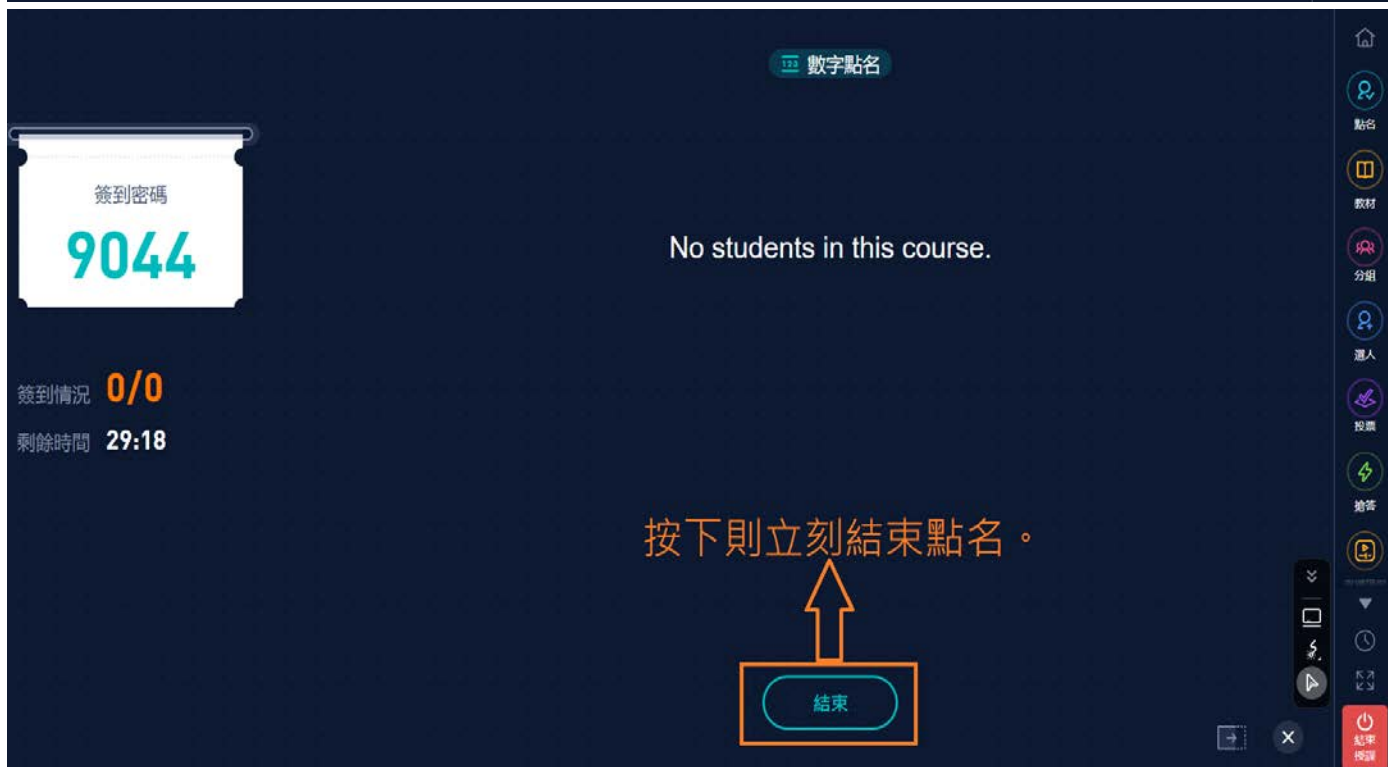 數字點名
簽到密碼
9044
No students in this course.
簽到情況 0/0
剩餘時間 29:18
按下則立刻結束點名。
結束
點名
教材
分組
選人
投票
搶答
結束
授課